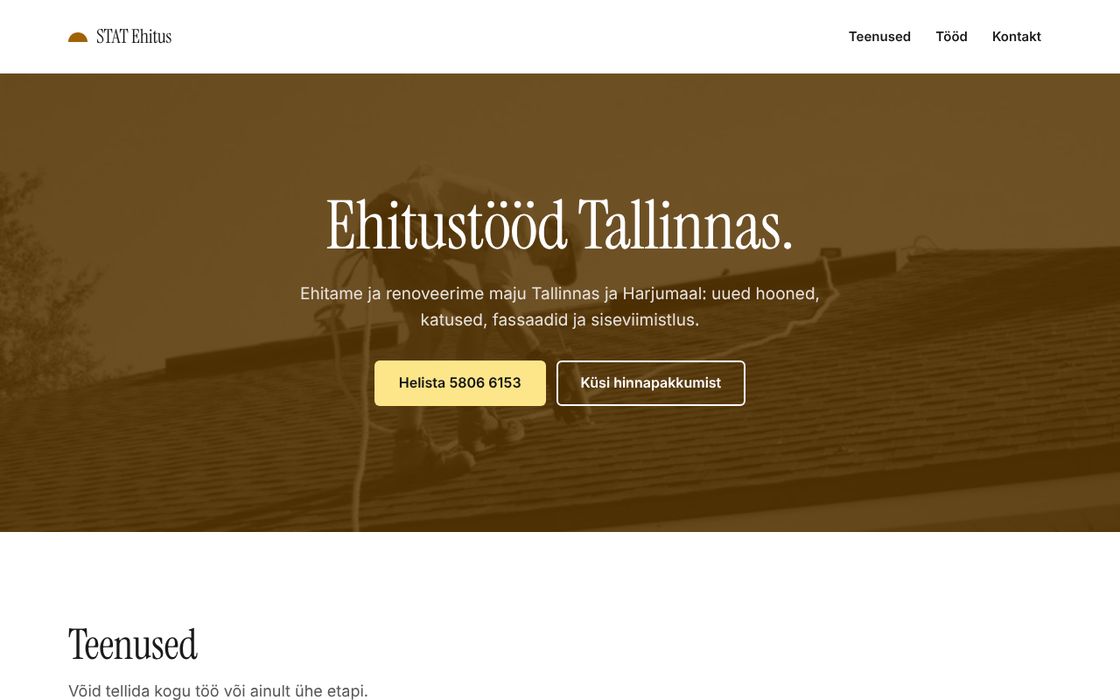 STAT Ehitus
Teenused Tööd Kontakt
Ehitustööd Tallinnas.
Ehitame ja renoveerime maju Tallinnas ja Harjumaal: uued hooned,
katused, fassaadid ja siseviimistlus.
Helista 5806 6153
Küsi hinnapakkumist
Teenused
Võid tellida kogu töö või ainult ühe etapi.